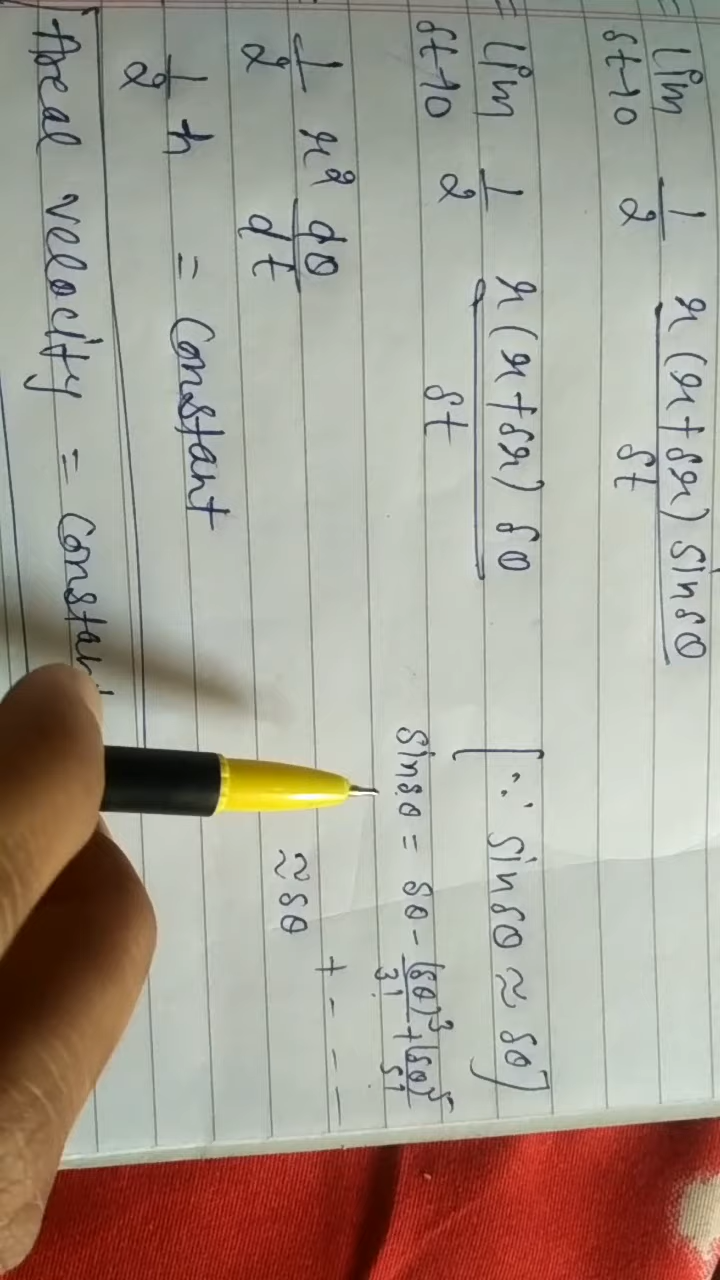 = lim δt→0 1/2 r(r+δr) sinδθ / δt
= lim δt→0 1/2 r(r+δr) δθ / δt [∵ sinδθ ≈ δθ]
sinδθ = δθ - (δθ)³/3! + (δθ)⁵/5!
+ - - -
= 1/2 r² dθ/dt
≈ δθ
1/2 h = Constant
Areal velocity = Constant